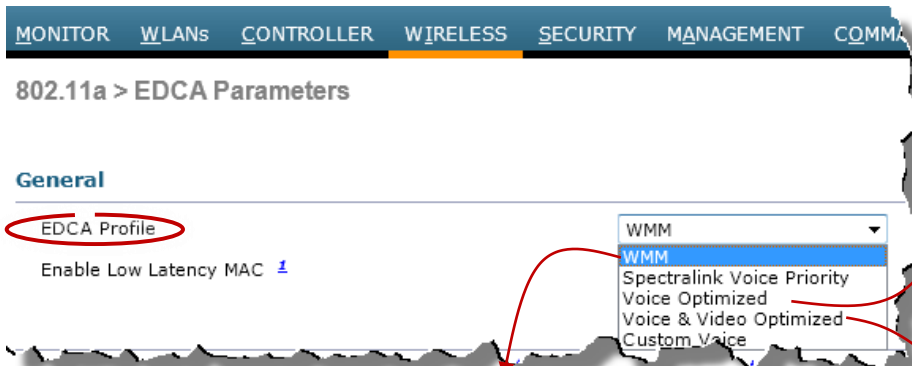 MONITOR WLANs CONTROLLER WIRELESS SECURITY MANAGEMENT
802.11a > EDCA Parameters
General
EDCA Profile WMM
WMM
Enable Low Latency MAC 1
Spectralink Voice Priority
Voice Optimized
Voice & Video Optimized
Custom Voice